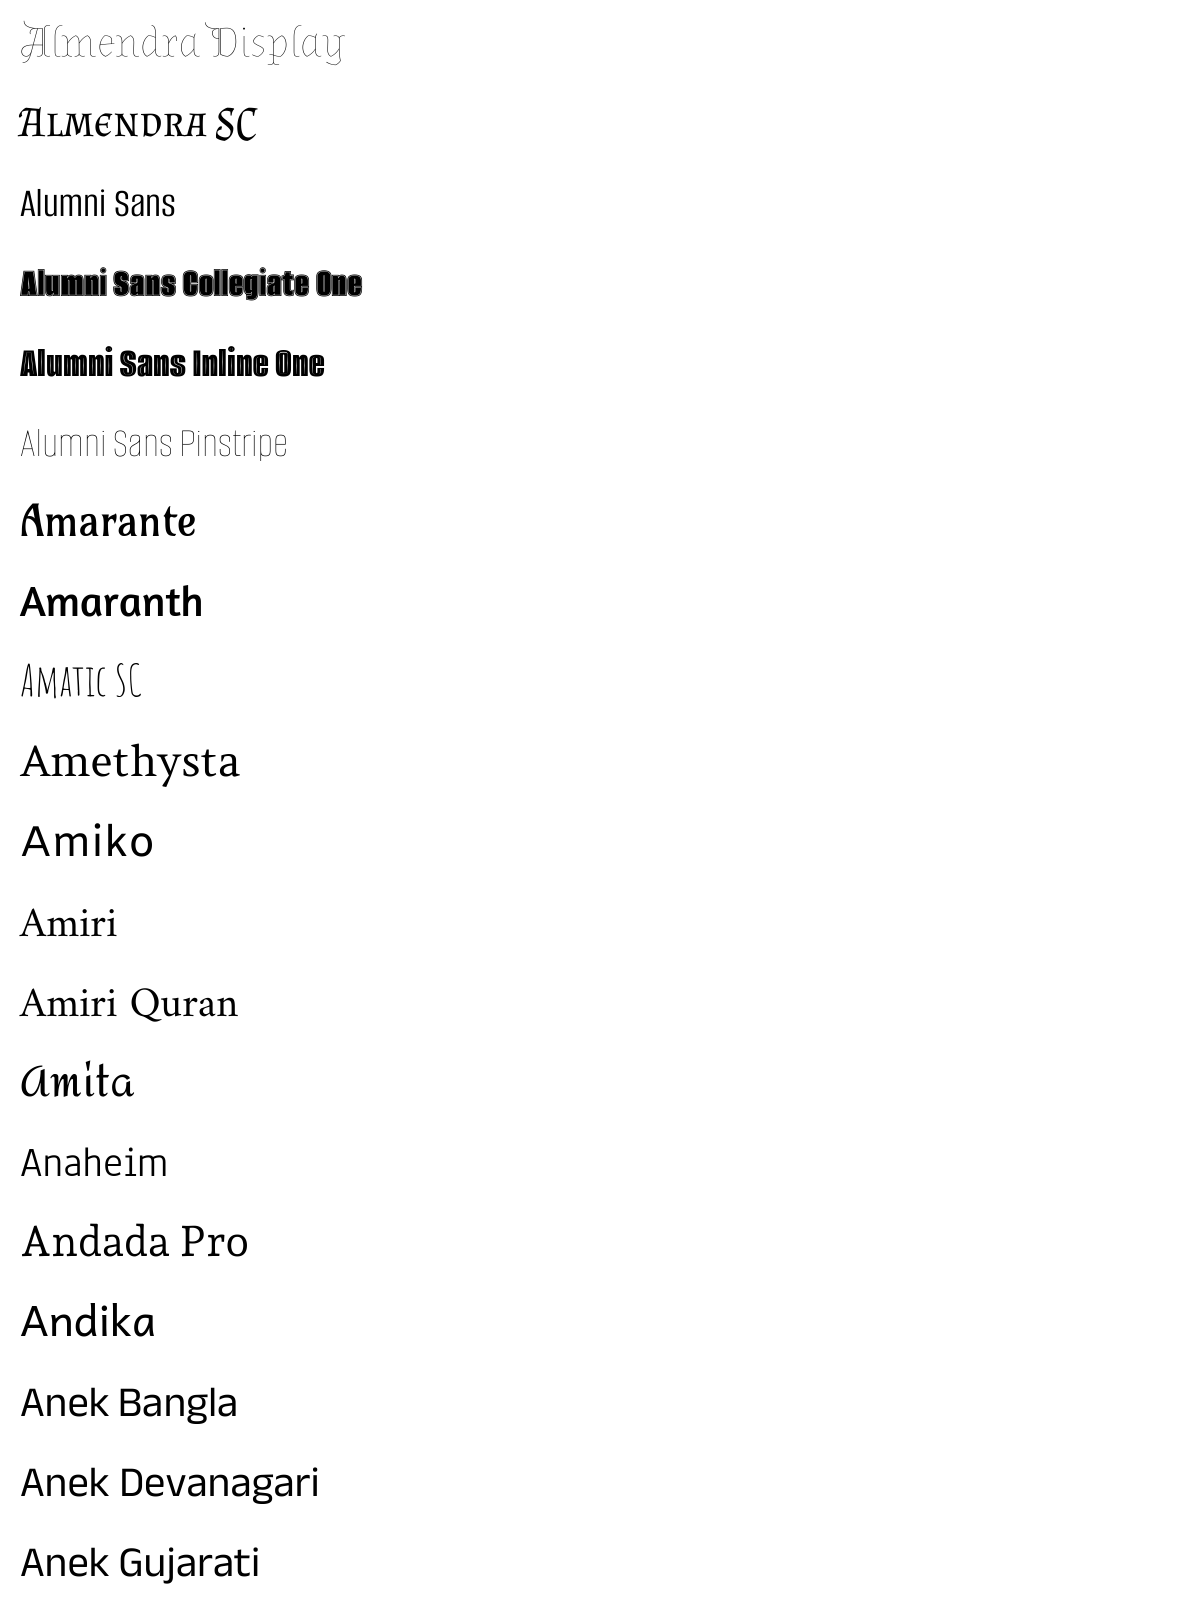 Almendra Display
Almendra SC
Alumni Sans
Alumni Sans Collegiate One
Alumni Sans Inline One
Alumni Sans Pinstripe
Amarante
Amaranth
Amatic SC
Amethysta
Amiko
Amiri
Amiri Quran
Amita
Anaheim
Andada Pro
Andika
Anek Bangla
Anek Devanagari
Anek Gujarati